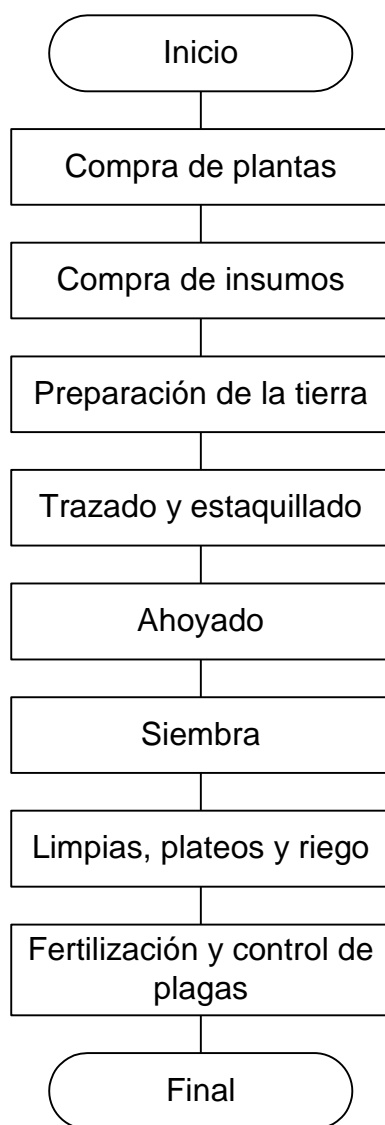 Inicio
Compra de plantas
Compra de insumos
Preparación de la tierra
Trazado y estaquillado
Ahoyado
Siembra
Limpias, plateos y riego
Fertilización y control de
plagas
Final